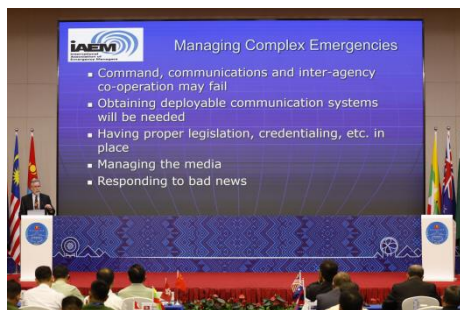 iAEM
International
Association of
Emergency Managers
Managing Complex Emergencies
Command, communications and inter-agency
co-operation may fail
Obtaining deployable communication systems
will be needed
Having proper legislation, credentialing, etc. in
place
Managing the media
Responding to bad news